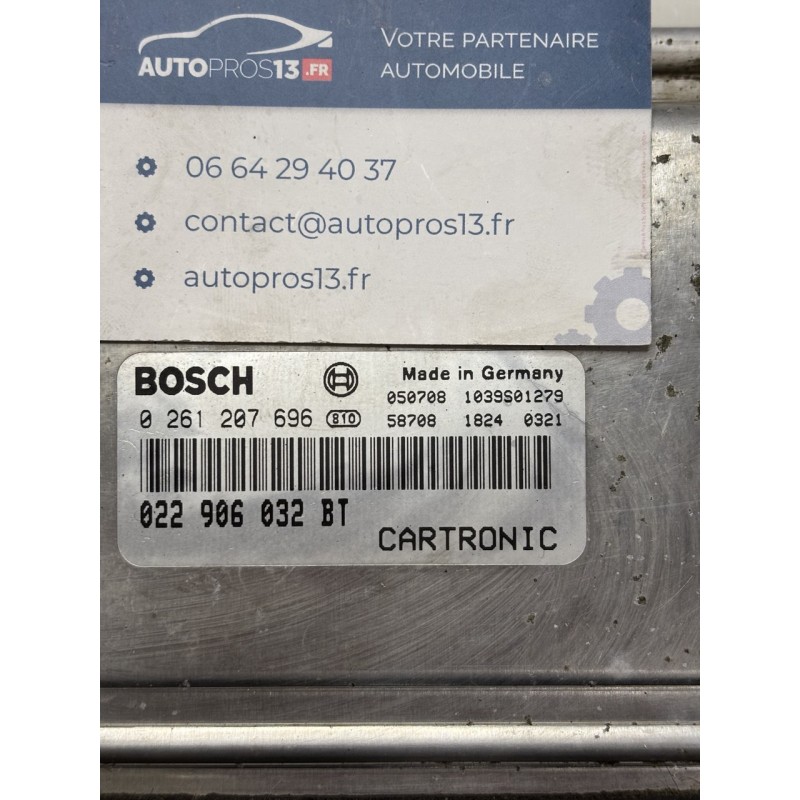 VOTRE PARTENAIRE
AUTOMOBILE
AUTOPROS13.FR
06 64 29 40 37
contact@autopros13.fr
autopros13.fr
BOSCH Made in Germany
050708 1039S01279
0 261 207 696 810 58708 1824 0321
022 906 032 BT
CARTRONIC